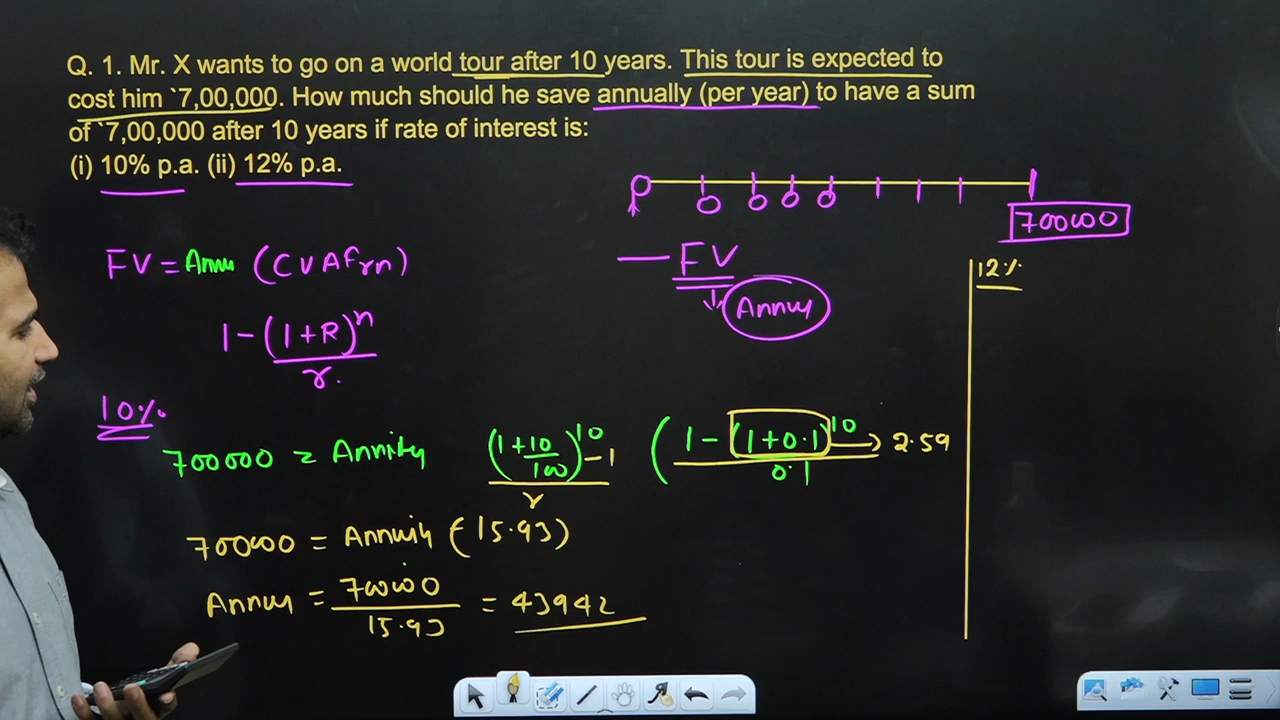 Q. 1. Mr. X wants to go on a world tour after 10 years. This tour is expected to
cost him `7,00,000. How much should he save annually (per year) to have a sum
of `7,00,000 after 10 years if rate of interest is:
(i) 10% p.a. (ii) 12% p.a.
700000
FV = Annu (CVAFrn)
FV
Annuy
12%
1-(1+R)^n
r.
10%
700000 = Annity (1+10/100)^10 -1 (1-(1+0.1)^10 → 2.59
r 0.1
700000 = Annuity (15.93)
Annuy = 700000/15.93 = 43942